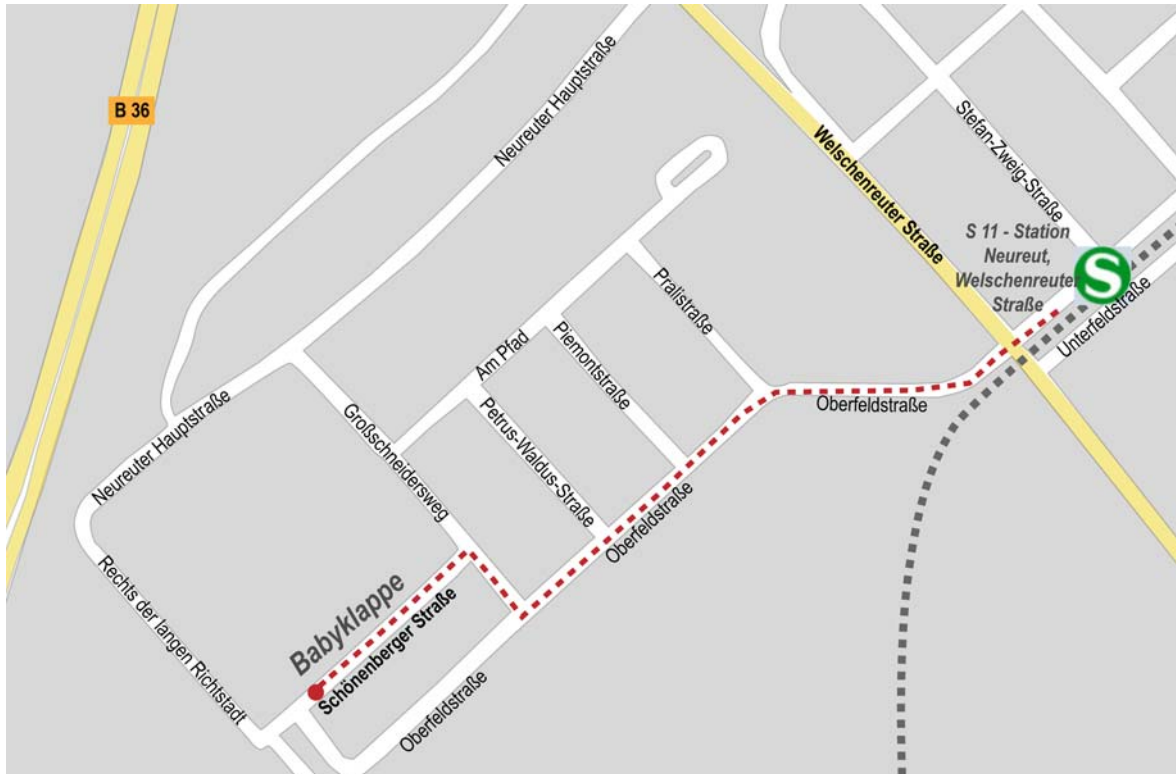 B 36
Neureuter Hauptstraße
Welschenreuter Straße
Stefan-Zweig-Straße
S 11 - Station
Neureut,
Welschenreuter
Straße
S
Unterfeldstraße
Pralistraße
Am Pfad
Piemontstraße
Petrus-Waldus-Straße
Oberfeldstraße
Neureuter Hauptstraße
Großschneidersweg
Oberfeldstraße
Rechts der langen Richtstadt
Babyklappe
Schönenberger Straße
Oberfeldstraße